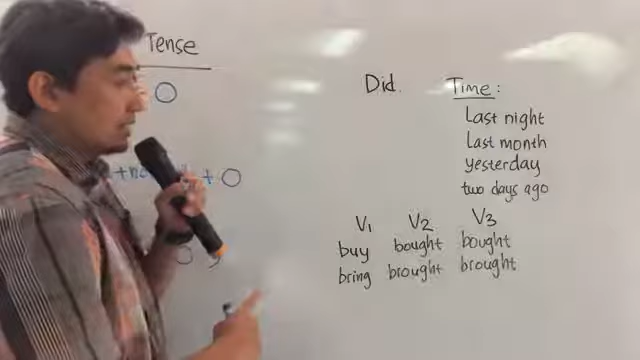 Tense
O
+ not + O
Did.
Time:
Last night
Last month
yesterday
two days ago
V1 V2 V3
buy bought bought
bring brought brought